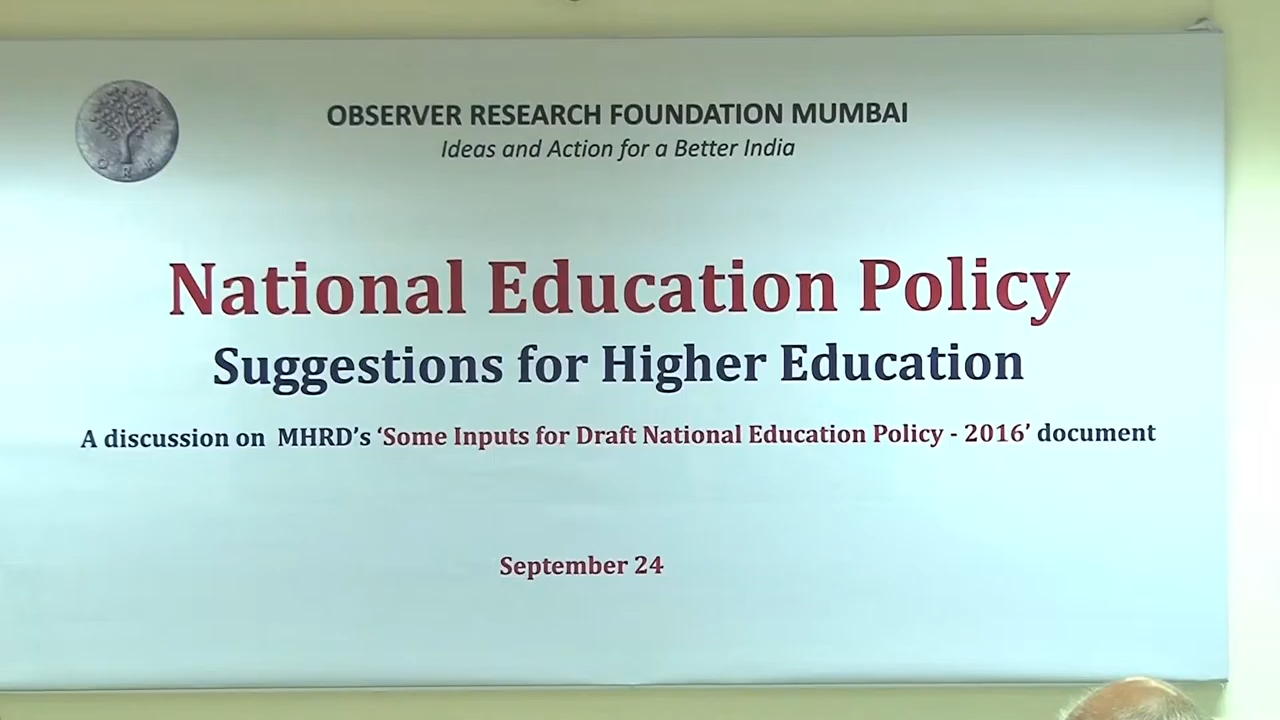 OBSERVER RESEARCH FOUNDATION MUMBAI
Ideas and Action for a Better India
National Education Policy
Suggestions for Higher Education
A discussion on MHRD's ‘Some Inputs for Draft National Education Policy - 2016’ document
September 24
O R F